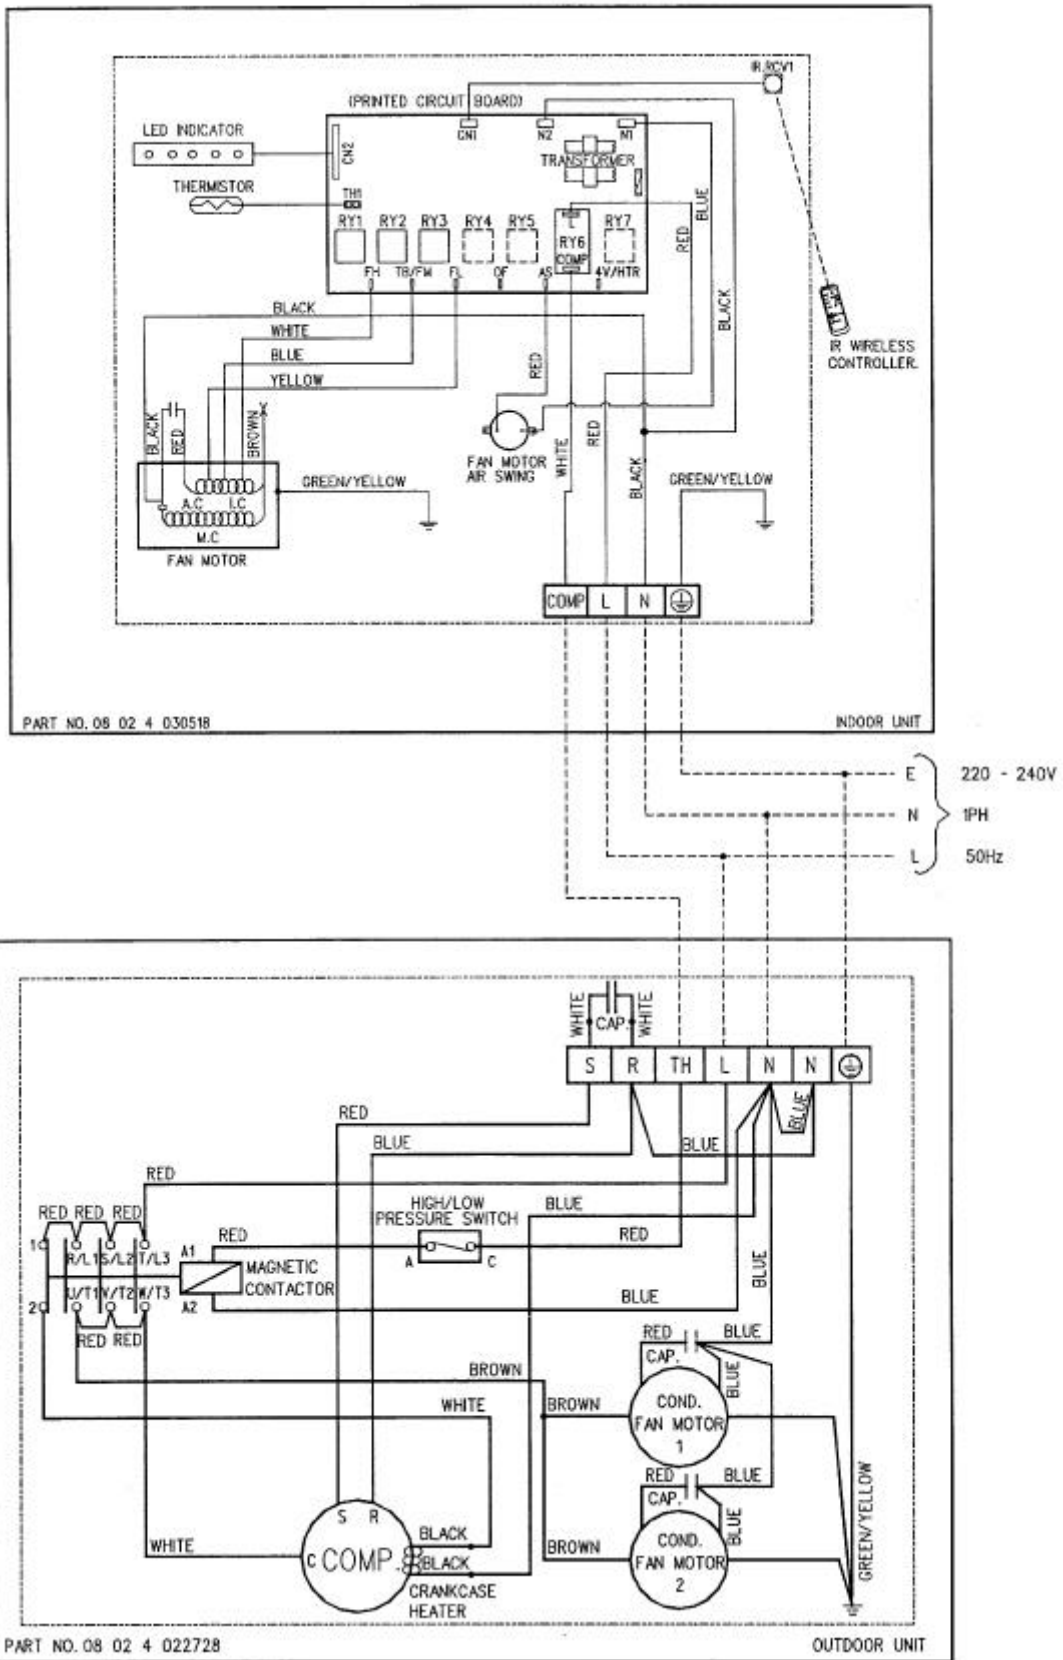 IR.RCV1
(PRINTED CIRCUIT BOARD)
LED INDICATOR
CN2
CN1
N2
N1
TRANSFORMER
THERMISTOR
TH1
RY1 RY2 RY3 RY4 RY5 RY6 RY7
L
COMP
FH TB/FM FL OF AS 4V/HTR
RED
BLUE
BLACK
IR WIRELESS
CONTROLLER.
BLACK
WHITE
BLUE
YELLOW
RED
BLACK
RED
BROWN
FAN MOTOR
AIR SWING
WHITE
RED
BLACK
GREEN/YELLOW
GREEN/YELLOW
A.C I.C
M.C
FAN MOTOR
COMP L N
PART NO. 08 02 4 030518
INDOOR UNIT
E 220 - 240V
N 1PH
L 50Hz
WHITE
CAP.
WHITE
S R TH L N N
RED
BLUE
BLUE
BLUE
RED
HIGH/LOW
PRESSURE SWITCH
BLUE
RED RED RED
RED
RED
1 R/L1 S/L2 T/L3 A1
A C
MAGNETIC
CONTACTOR
BLUE
2 U/T1 V/T2 W/T3 A2
BLUE
RED RED
RED
CAP.
BLUE
BLUE
BROWN
WHITE
BROWN
COND.
FAN MOTOR
1
RED
CAP.
BLUE
BLUE
S R
BLACK
WHITE
C COMP.
BLACK
CRANKCASE
HEATER
BROWN
COND.
FAN MOTOR
2
GREEN/YELLOW
PART NO. 08 02 4 022728
OUTDOOR UNIT